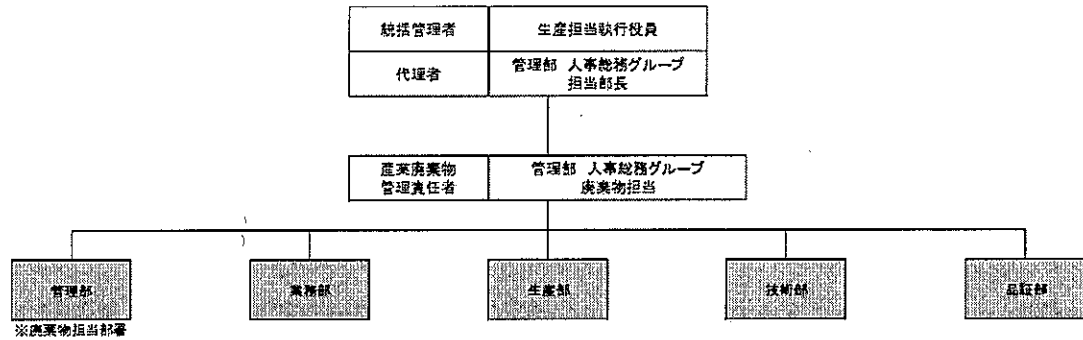 統括管理者 生産担当執行役員
代理者 管理部 人事総務グループ
担当部長
産業廃棄物 管理部 人事総務グループ
管理責任者 廃棄物担当
管理部 業務部 生産部 技術部 品証部
※廃棄物担当部署